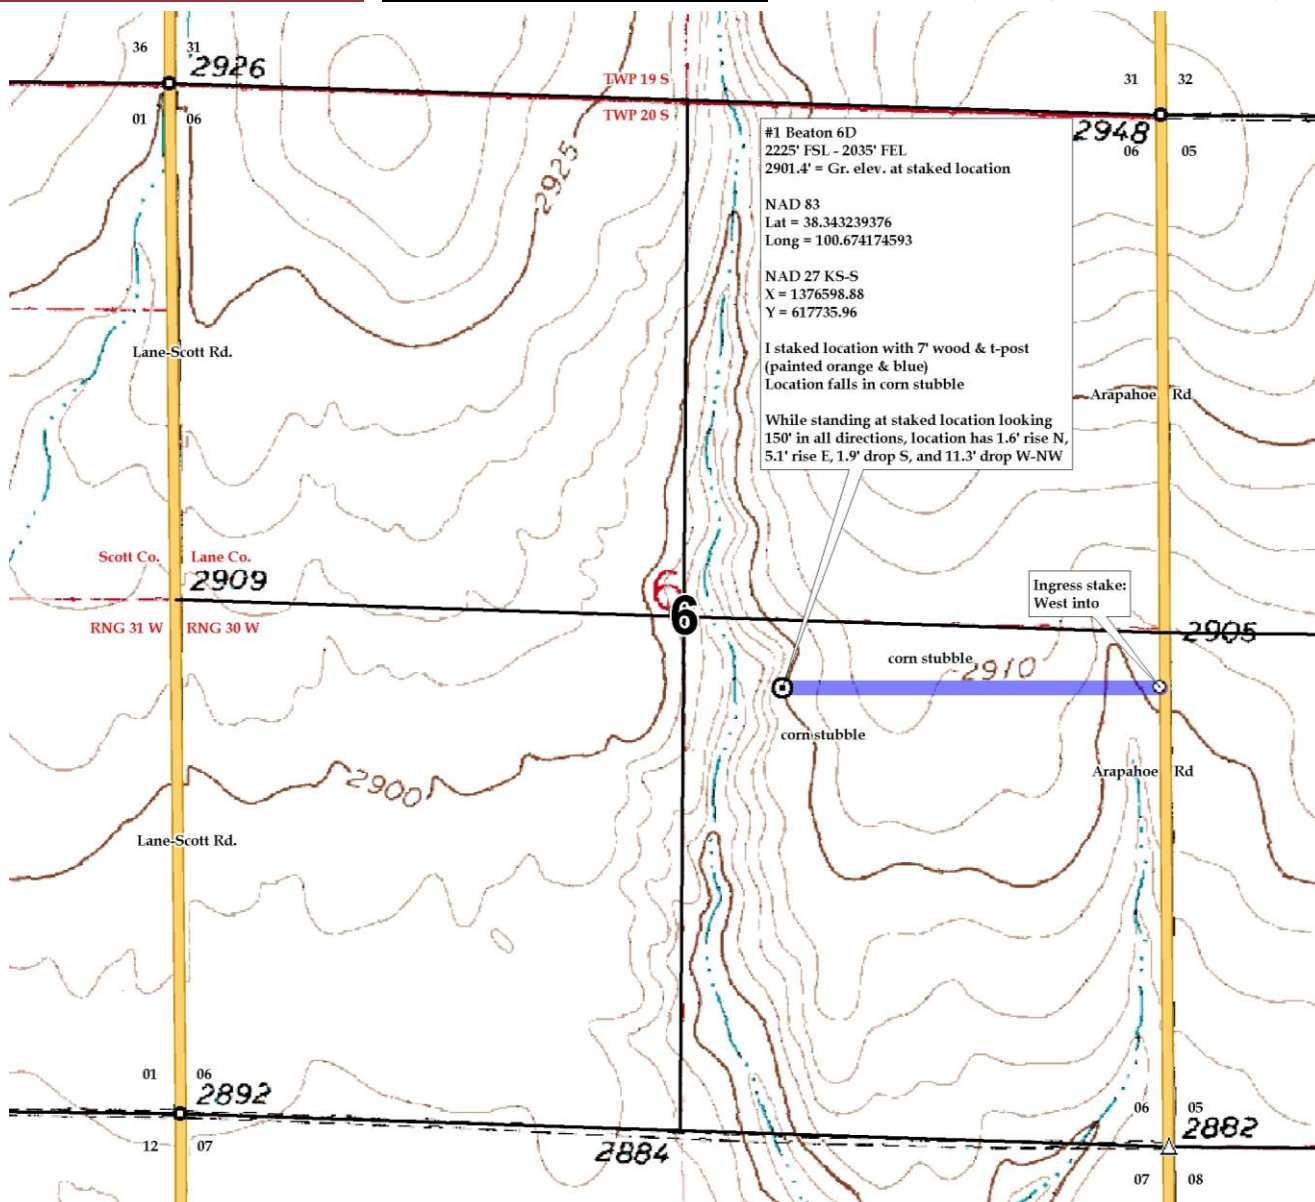 36
31
2926
TWP 19 S
31
32
01
06
TWP 20 S
2948
06
05
#1 Beaton 6D
2225' FSL - 2035' FEL
2901.4' = Gr. elev. at staked location
NAD 83
Lat = 38.343239376
Long = 100.674174593
NAD 27 KS-S
X = 1376598.88
Y = 617735.96
I staked location with 7' wood & t-post
(painted orange & blue)
Location falls in corn stubble
While standing at staked location looking
150' in all directions, location has 1.6' rise N,
5.1' rise E, 1.9' drop S, and 11.3' drop W-NW
2925
Lane-Scott Rd.
Arapahoe Rd
Scott Co.
Lane Co.
2909
6
6
Ingress stake:
West into
RNG 31 W
RNG 30 W
2905
corn stubble
2910
corn stubble
Arapahoe Rd
2900
Lane-Scott Rd.
01
06
2892
06
05
2882
12
07
2884
07
08